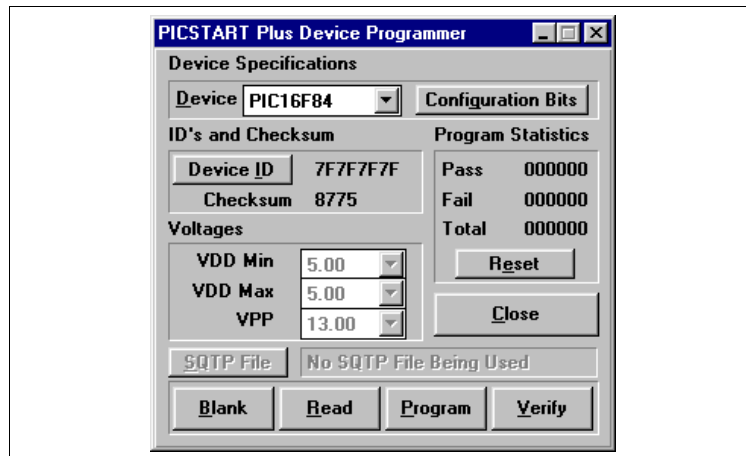 PICSTART Plus Device Programmer
Device Specifications
Device PIC16F84 Configuration Bits
ID's and Checksum
Device ID 7F7F7F7F
Checksum 8775
Program Statistics
Pass 000000
Fail 000000
Total 000000
Reset
Voltages
VDD Min 5.00
VDD Max 5.00
VPP 13.00
Close
SQTP File No SQTP File Being Used
Blank Read Program Verify